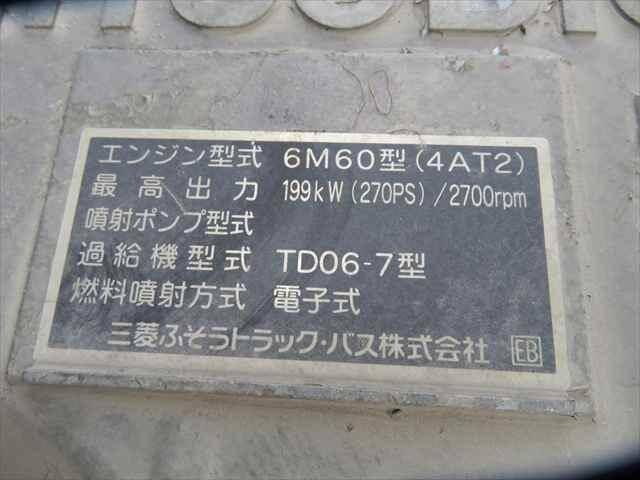 エンジン型式 6M60型(4AT2)
最高出力 199kW(270PS)/2700rpm
噴射ポンプ型式
過給機型式 TD06-7型
燃料噴射方式 電子式
三菱ふそうトラック・バス株式会社 EB